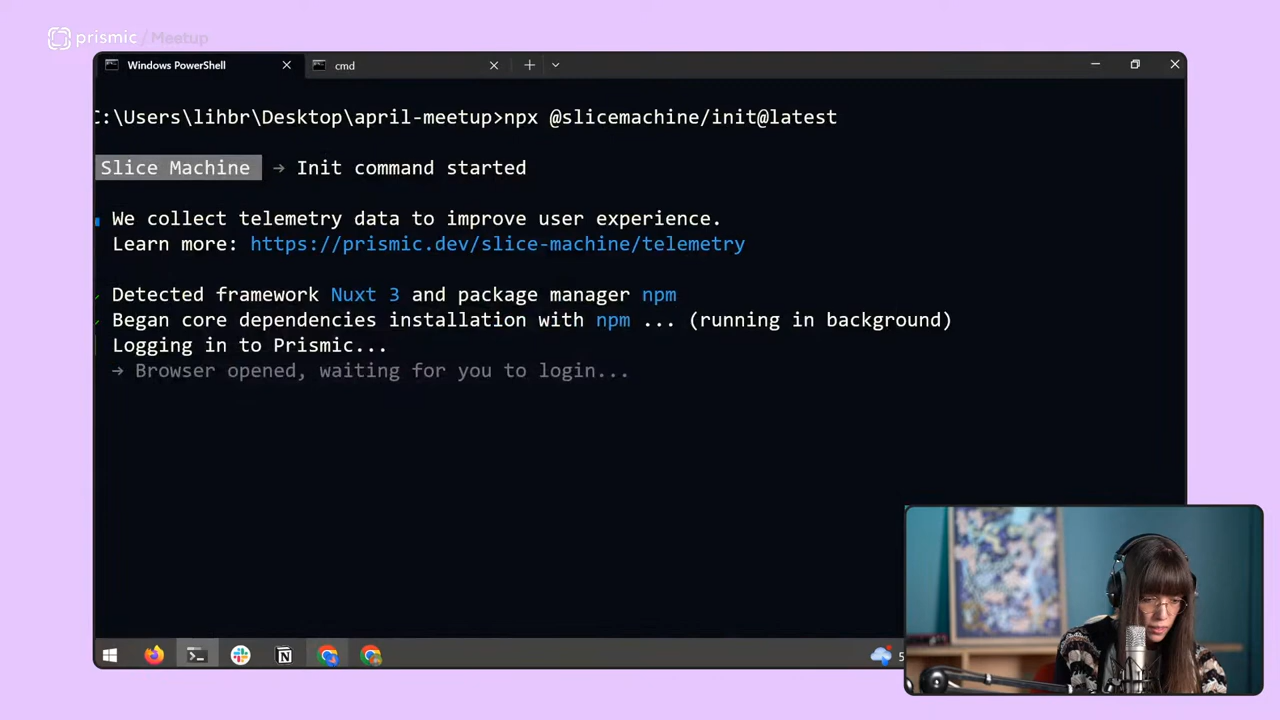 prismic / Meetup
Windows PowerShell
cmd
:\Users\lihbr\Desktop\april-meetup>npx @slicemachine/init@latest
Slice Machine → Init command started
We collect telemetry data to improve user experience.
Learn more: https://prismic.dev/slice-machine/telemetry
Detected framework Nuxt 3 and package manager npm
Began core dependencies installation with npm ... (running in background)
Logging in to Prismic...
→ Browser opened, waiting for you to login...
5